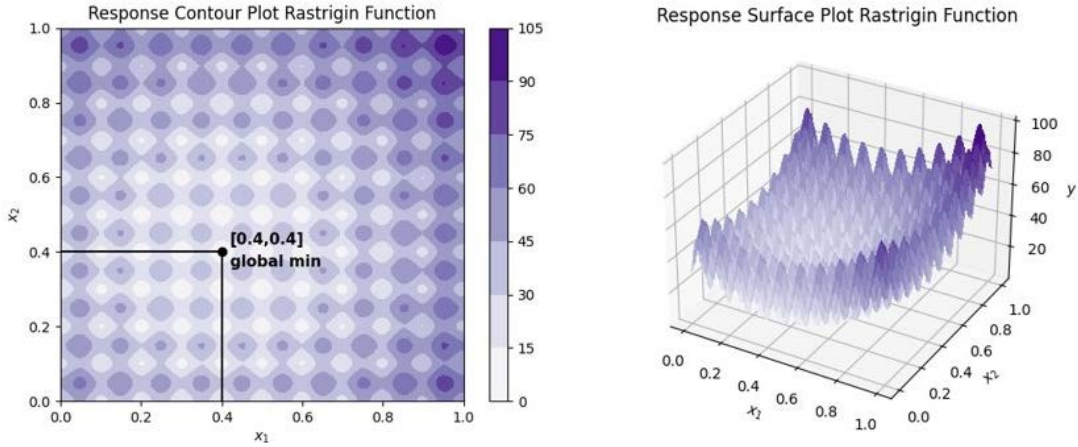 Response Contour Plot Rastrigin Function
1.0
0.8
0.6
0.4
0.2
0.0
x2
0.0 0.2 0.4 0.6 0.8 1.0
x1
[0.4,0.4]
global min
105
90
75
60
45
30
15
0
Response Surface Plot Rastrigin Function
100
80
60
40
20
y
0.0 0.2 0.4 0.6 0.8 1.0
x1
0.0 0.2 0.4 0.6 0.8 1.0
x2